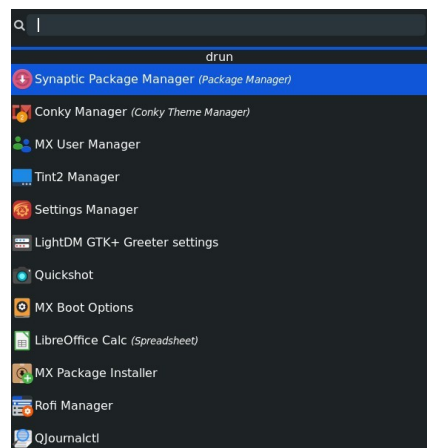 drun
Synaptic Package Manager (Package Manager)
Conky Manager (Conky Theme Manager)
MX User Manager
Tint2 Manager
Settings Manager
LightDM GTK+ Greeter settings
Quickshot
MX Boot Options
LibreOffice Calc (Spreadsheet)
MX Package Installer
Rofi Manager
QJournalctl